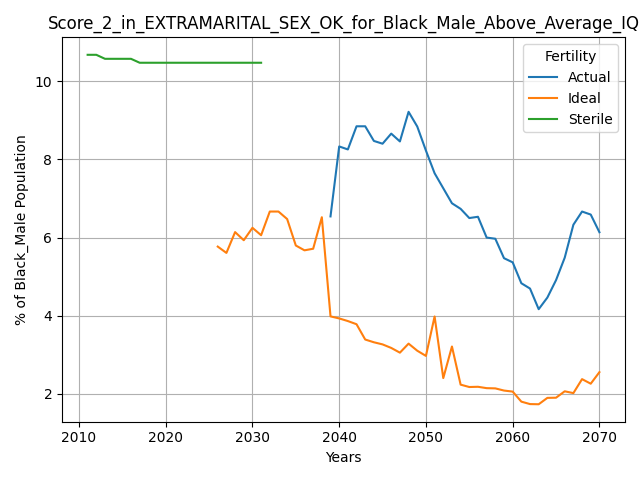 Score_2_in_EXTRAMARITAL_SEX_OK_for_Black_Male_Above_Average_IQ
Fertility
Actual
Ideal
Sterile
% of Black_Male Population
10
8
6
4
2
2010 2020 2030 2040 2050 2060 2070
Years